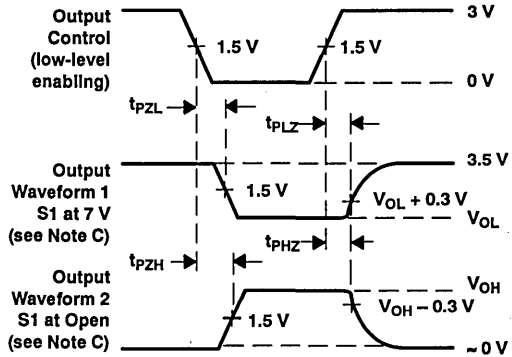 Output
Control
(low-level
enabling)
3 V
1.5 V
1.5 V
0 V
tPZL
tPLZ
Output
Waveform 1
S1 at 7 V
(see Note C)
3.5 V
1.5 V
VOL + 0.3 V
VOL
tPHZ
tPZH
Output
Waveform 2
S1 at Open
(see Note C)
VOH
1.5 V
VOH – 0.3 V
~ 0 V